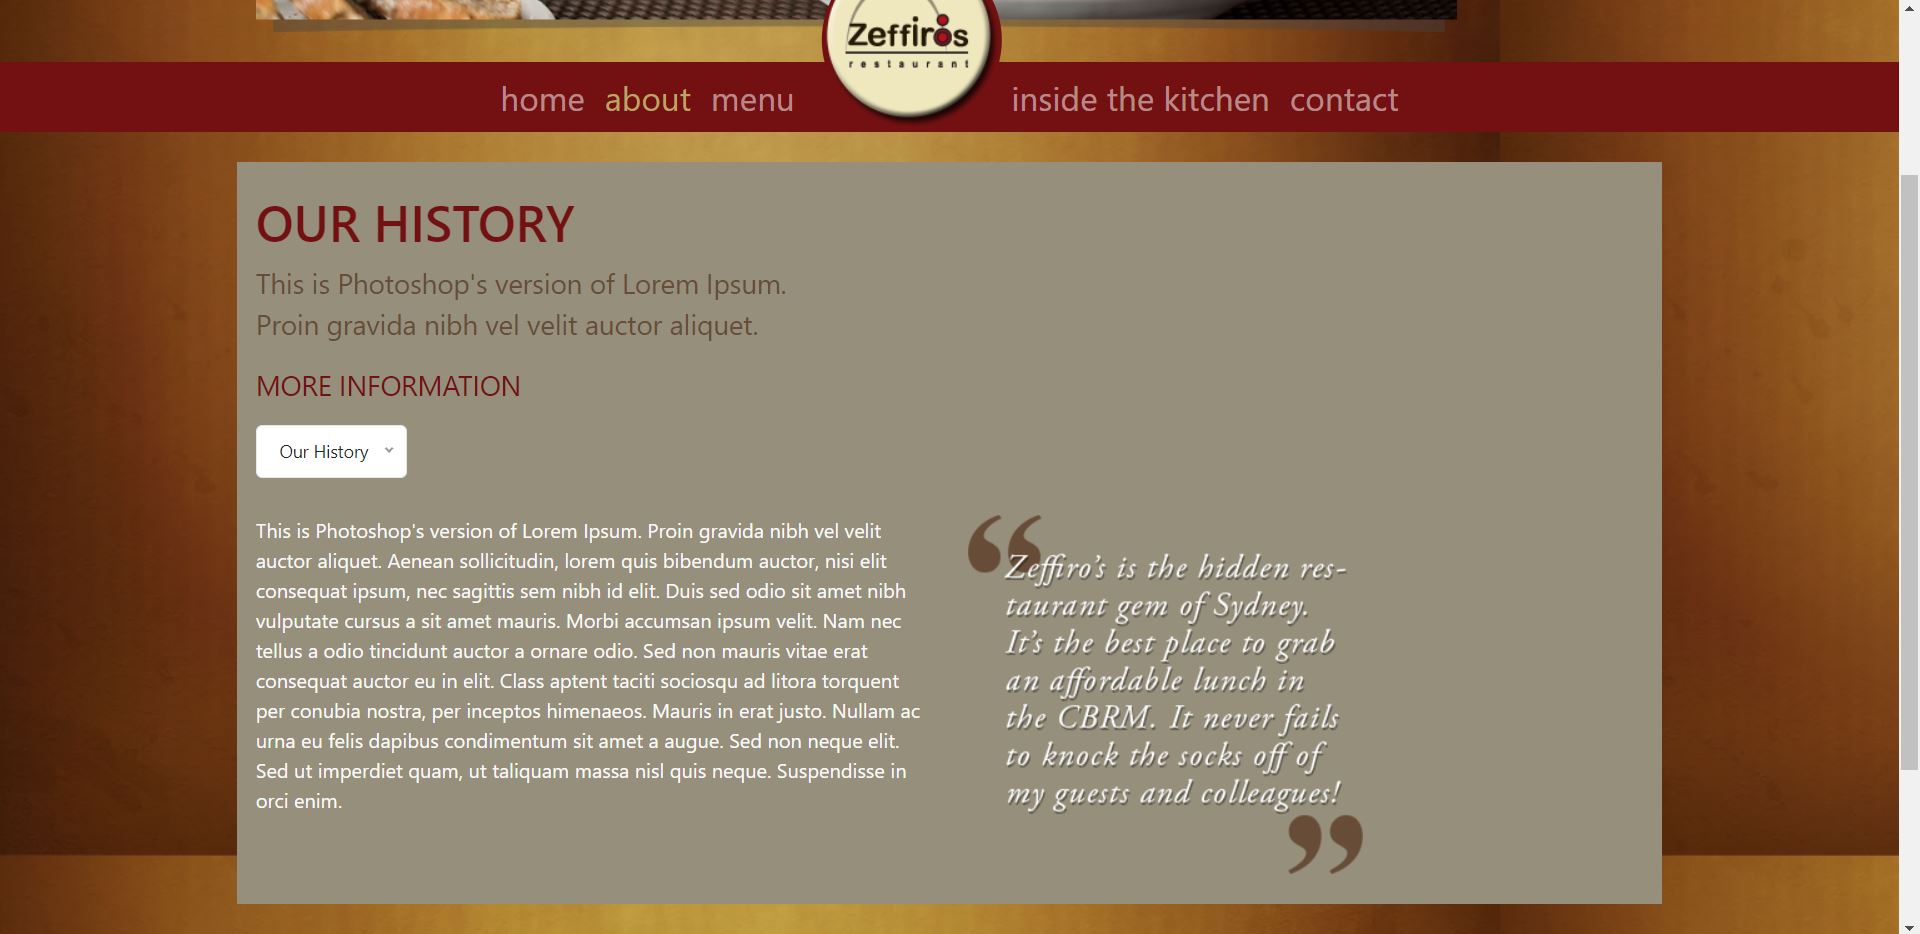 Zeffiros
restaurant
home about menu inside the kitchen contact
OUR HISTORY
This is Photoshop's version of Lorem Ipsum.
Proin gravida nibh vel velit auctor aliquet.
MORE INFORMATION
Our History
This is Photoshop's version of Lorem Ipsum. Proin gravida nibh vel velit
auctor aliquet. Aenean sollicitudin, lorem quis bibendum auctor, nisi elit
consequat ipsum, nec sagittis sem nibh id elit. Duis sed odio sit amet nibh
vulputate cursus a sit amet mauris. Morbi accumsan ipsum velit. Nam nec
tellus a odio tincidunt auctor a ornare odio. Sed non mauris vitae erat
consequat auctor eu in elit. Class aptent taciti sociosqu ad litora torquent
per conubia nostra, per inceptos himenaeos. Mauris in erat justo. Nullam ac
urna eu felis dapibus condimentum sit amet a augue. Sed non neque elit.
Sed ut imperdiet quam, ut taliquam massa nisl quis neque. Suspendisse in
orci enim.
“Zeffiro’s is the hidden res-
taurant gem of Sydney.
It’s the best place to grab
an affordable lunch in
the CBRM. It never fails
to knock the socks off of
my guests and colleagues!
”